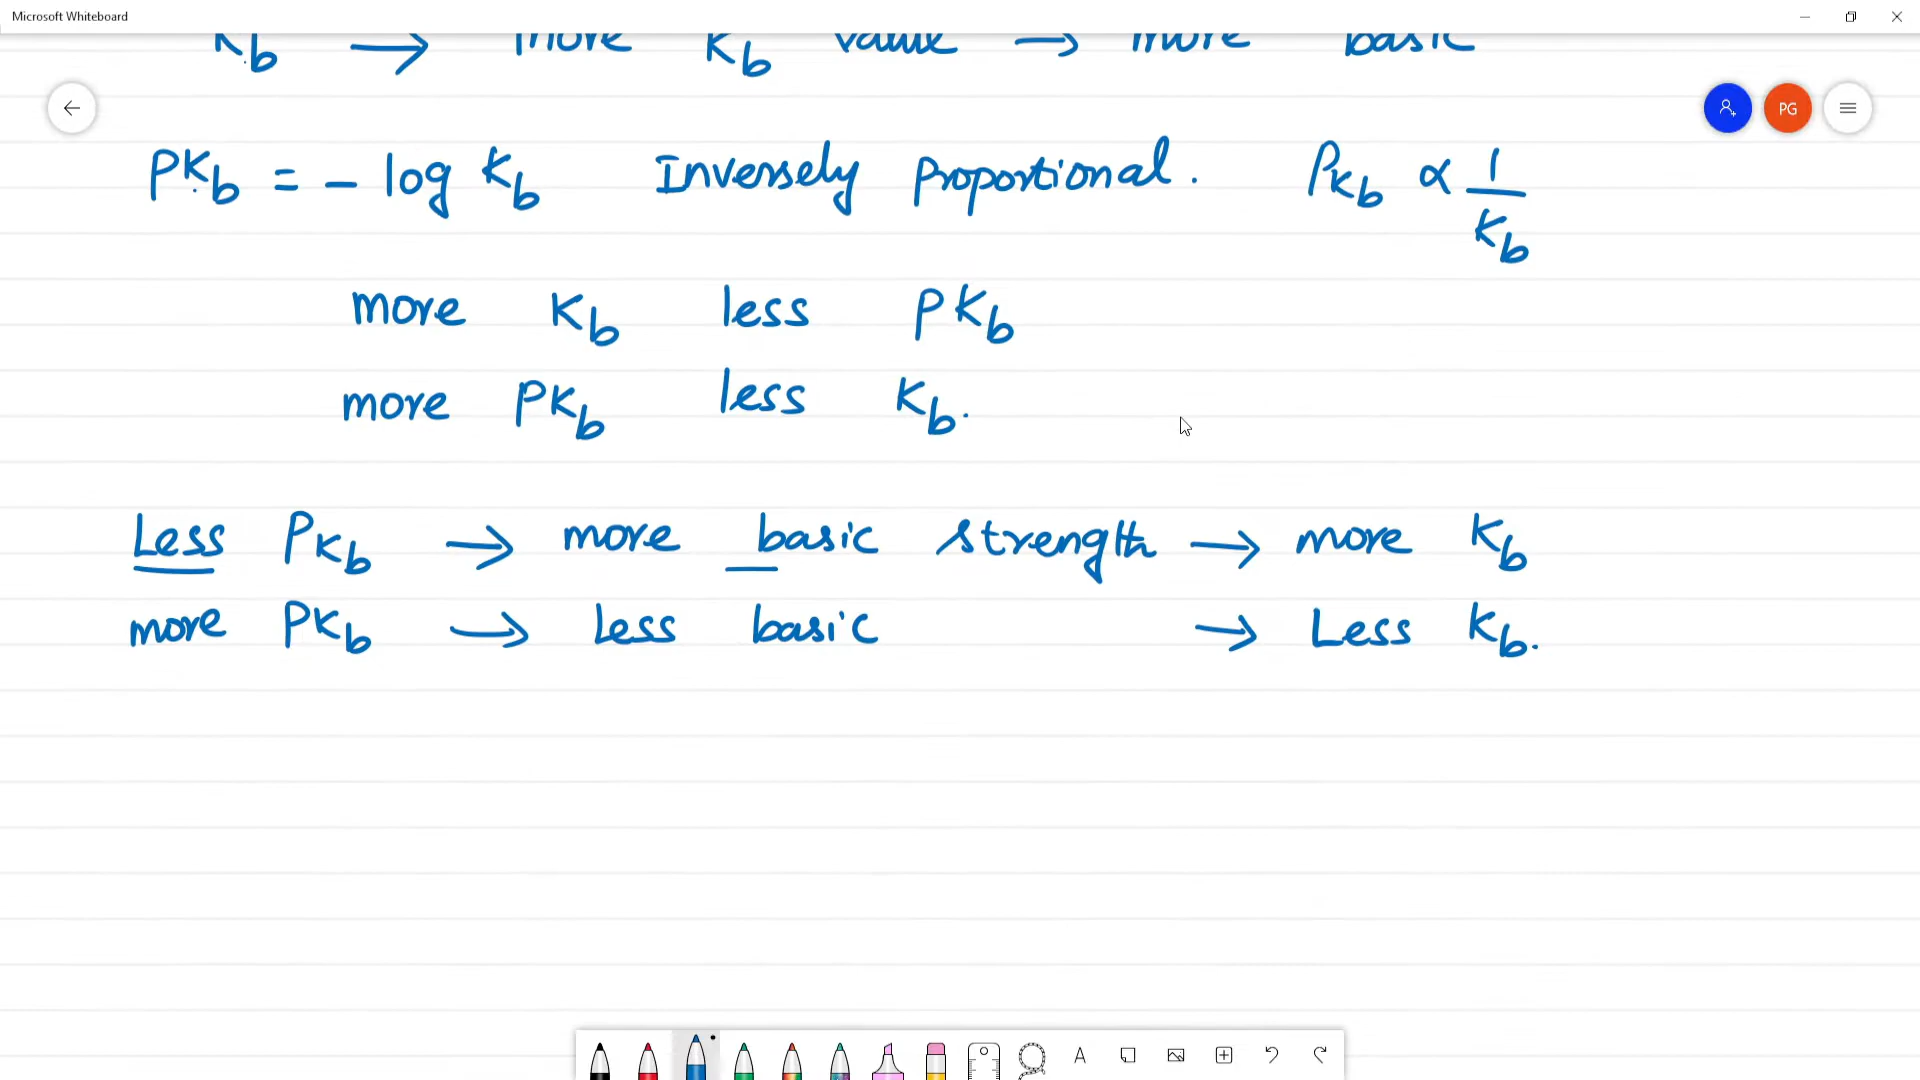 Microsoft Whiteboard
Kb → more Kb value → more basic
PG
PKb = - log Kb Inversely Proportional. PKb ∝ 1/Kb
more Kb less PKb
more PKb less Kb.
Less PKb → more basic strength → more Kb
more PKb → Less basic → Less Kb.
A